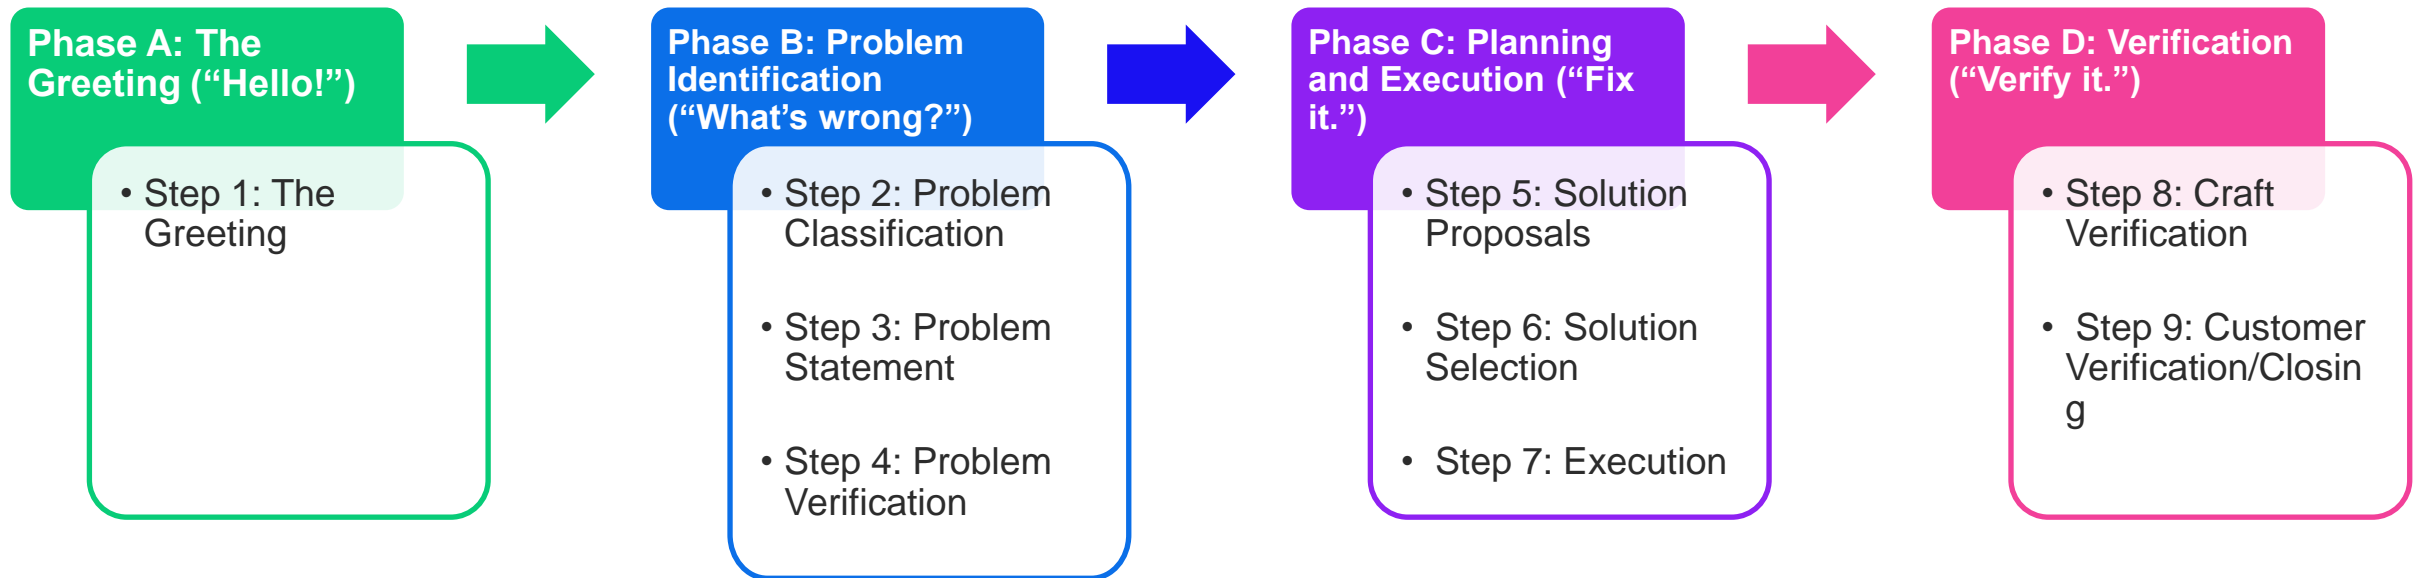 Phase A: The
Greeting (“Hello!”)
• Step 1: The
Greeting
Phase B: Problem
Identification
(“What’s wrong?”)
• Step 2: Problem
Classification
• Step 3: Problem
Statement
• Step 4: Problem
Verification
Phase C: Planning
and Execution (“Fix
it.”)
• Step 5: Solution
Proposals
• Step 6: Solution
Selection
• Step 7: Execution
Phase D: Verification
(“Verify it.”)
• Step 8: Craft
Verification
• Step 9: Customer
Verification/Closin
g